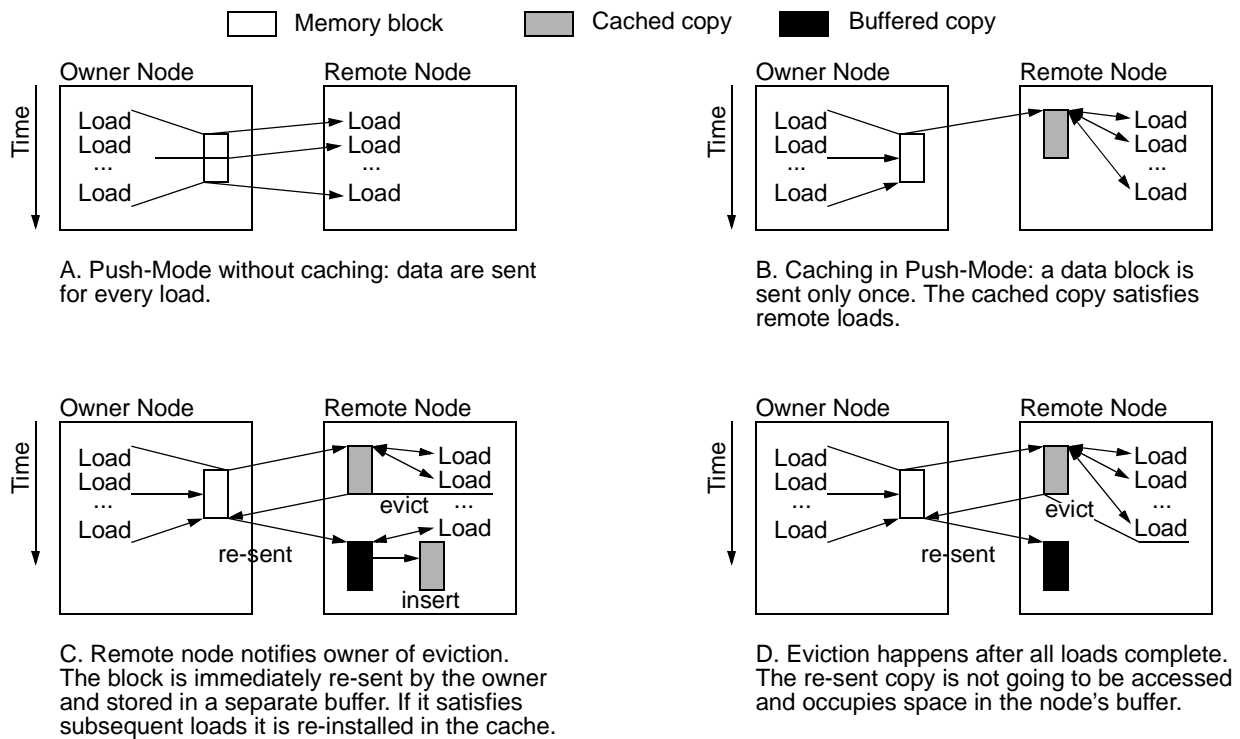 Memory block Cached copy Buffered copy
Owner Node Remote Node
Time
Load Load
Load Load
... ...
Load Load
A. Push-Mode without caching: data are sent
for every load.
Owner Node Remote Node
Time
Load Load
Load Load
... ...
Load Load
B. Caching in Push-Mode: a data block is
sent only once. The cached copy satisfies
remote loads.
Owner Node Remote Node
Time
Load Load
Load Load
... evict ...
Load Load
re-sent
insert
C. Remote node notifies owner of eviction.
The block is immediately re-sent by the owner
and stored in a separate buffer. If it satisfies
subsequent loads it is re-installed in the cache.
Owner Node Remote Node
Time
Load Load
Load Load
... evict ...
Load Load
re-sent
D. Eviction happens after all loads complete.
The re-sent copy is not going to be accessed
and occupies space in the node's buffer.